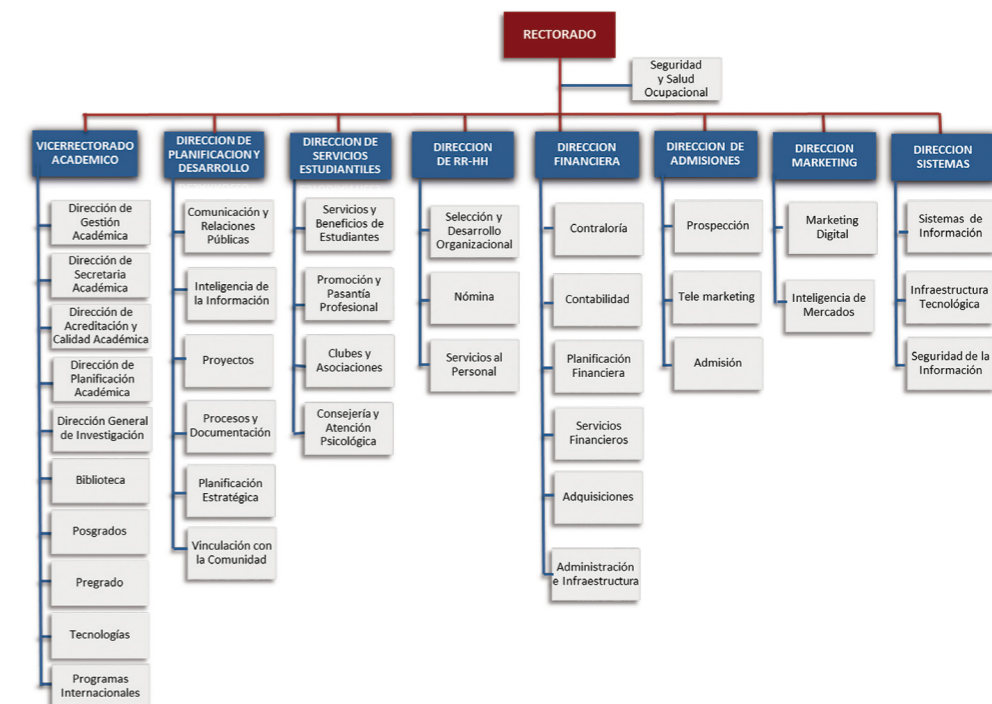 RECTORADO
Seguridad
y Salud
Ocupacional
VICERRECTORADO
ACADEMICO
Dirección de
Gestión
Académica
Dirección de
Secretaria
Académica
Dirección de
Acreditación y
Calidad Académica
Dirección de
Planificación
Académica
Dirección General
de Investigación
Biblioteca
Posgrados
Pregrado
Tecnologías
Programas
Internacionales
DIRECCION DE
PLANIFICACION Y
DESARROLLO
Comunicación y
Relaciones
Públicas
Inteligencia de
la Información
Proyectos
Procesos y
Documentación
Planificación
Estratégica
Vinculación con
la Comunidad
DIRECCION DE
SERVICIOS
ESTUDIANTILES
Servicios y
Beneficios de
Estudiantes
Promoción y
Pasantía
Profesional
Clubes y
Asociaciones
Consejería y
Atención
Psicológica
DIRECCION
DE RR-HH
Selección y
Desarrollo
Organizacional
Nómina
Servicios al
Personal
DIRECCION
FINANCIERA
Contraloría
Contabilidad
Planificación
Financiera
Servicios
Financieros
Adquisiciones
Administración
e Infraestructura
DIRECCION DE
ADMISIONES
Prospección
Tele marketing
Admisión
DIRECCION
MARKETING
Marketing
Digital
Inteligencia de
Mercados
DIRECCION
SISTEMAS
Sistemas de
Información
Infraestructura
Tecnológica
Seguridad de la
Información